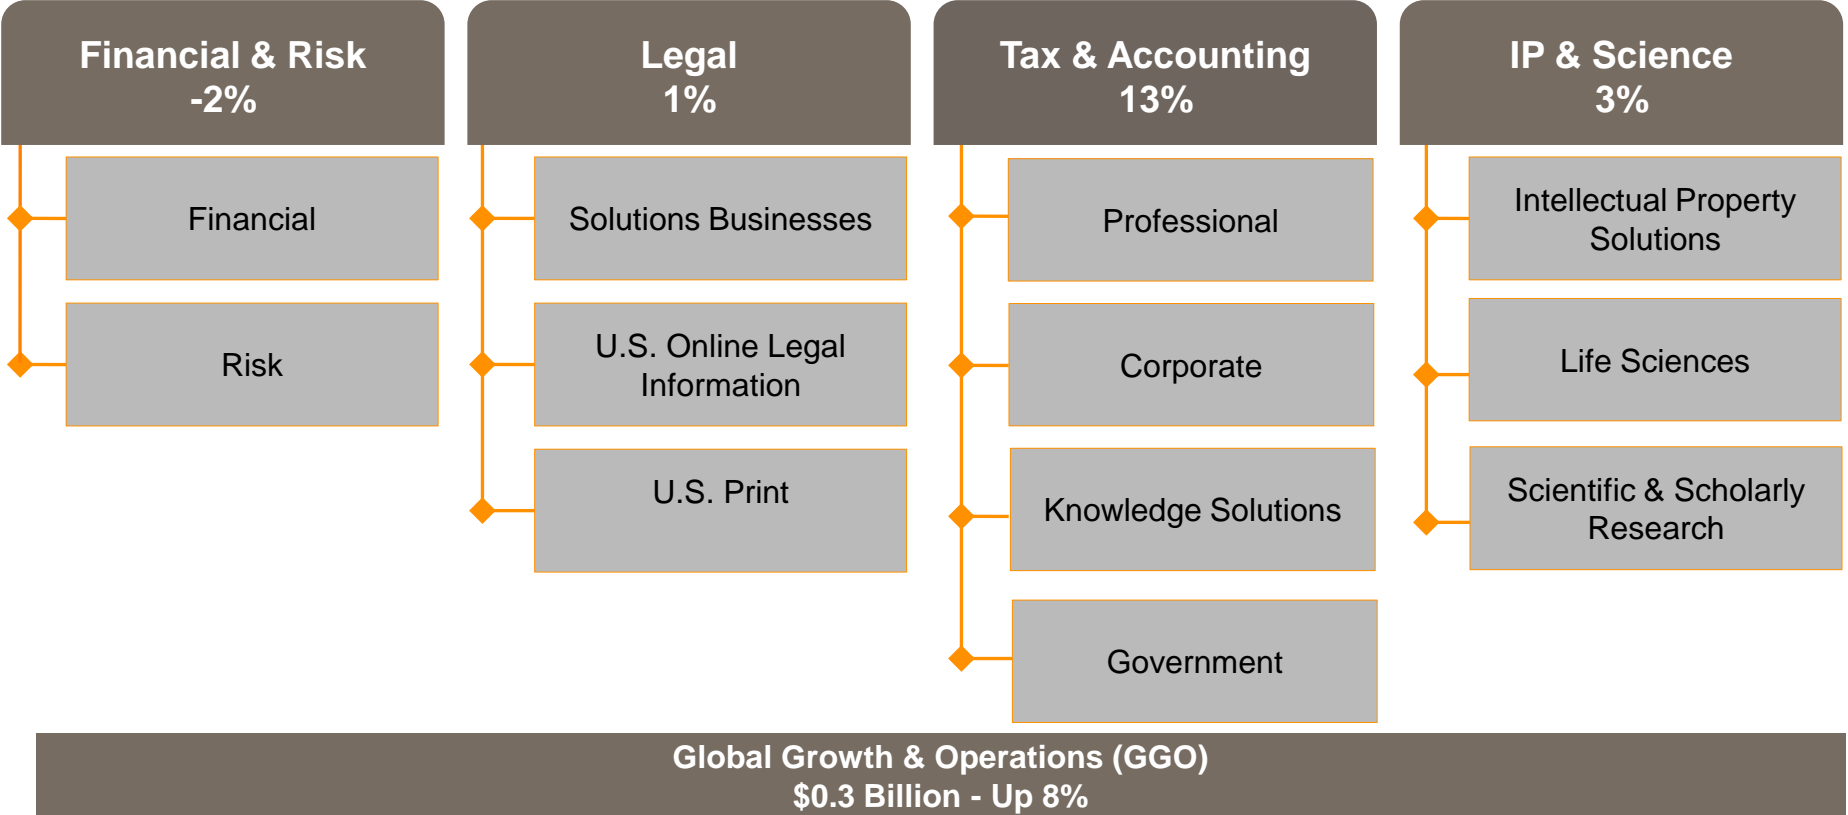 Financial & Risk
-2%
Financial
Risk
Legal
1%
Solutions Businesses
U.S. Online Legal
Information
U.S. Print
Tax & Accounting
13%
Professional
Corporate
Knowledge Solutions
Government
IP & Science
3%
Intellectual Property
Solutions
Life Sciences
Scientific & Scholarly
Research
Global Growth & Operations (GGO)
$0.3 Billion - Up 8%